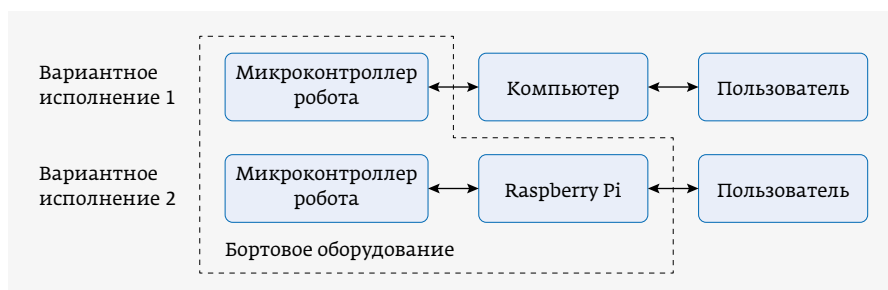 Вариантное
исполнение 1
Микроконтроллер
робота
Компьютер
Пользователь
Вариантное
исполнение 2
Микроконтроллер
робота
Raspberry Pi
Пользователь
Бортовое оборудование